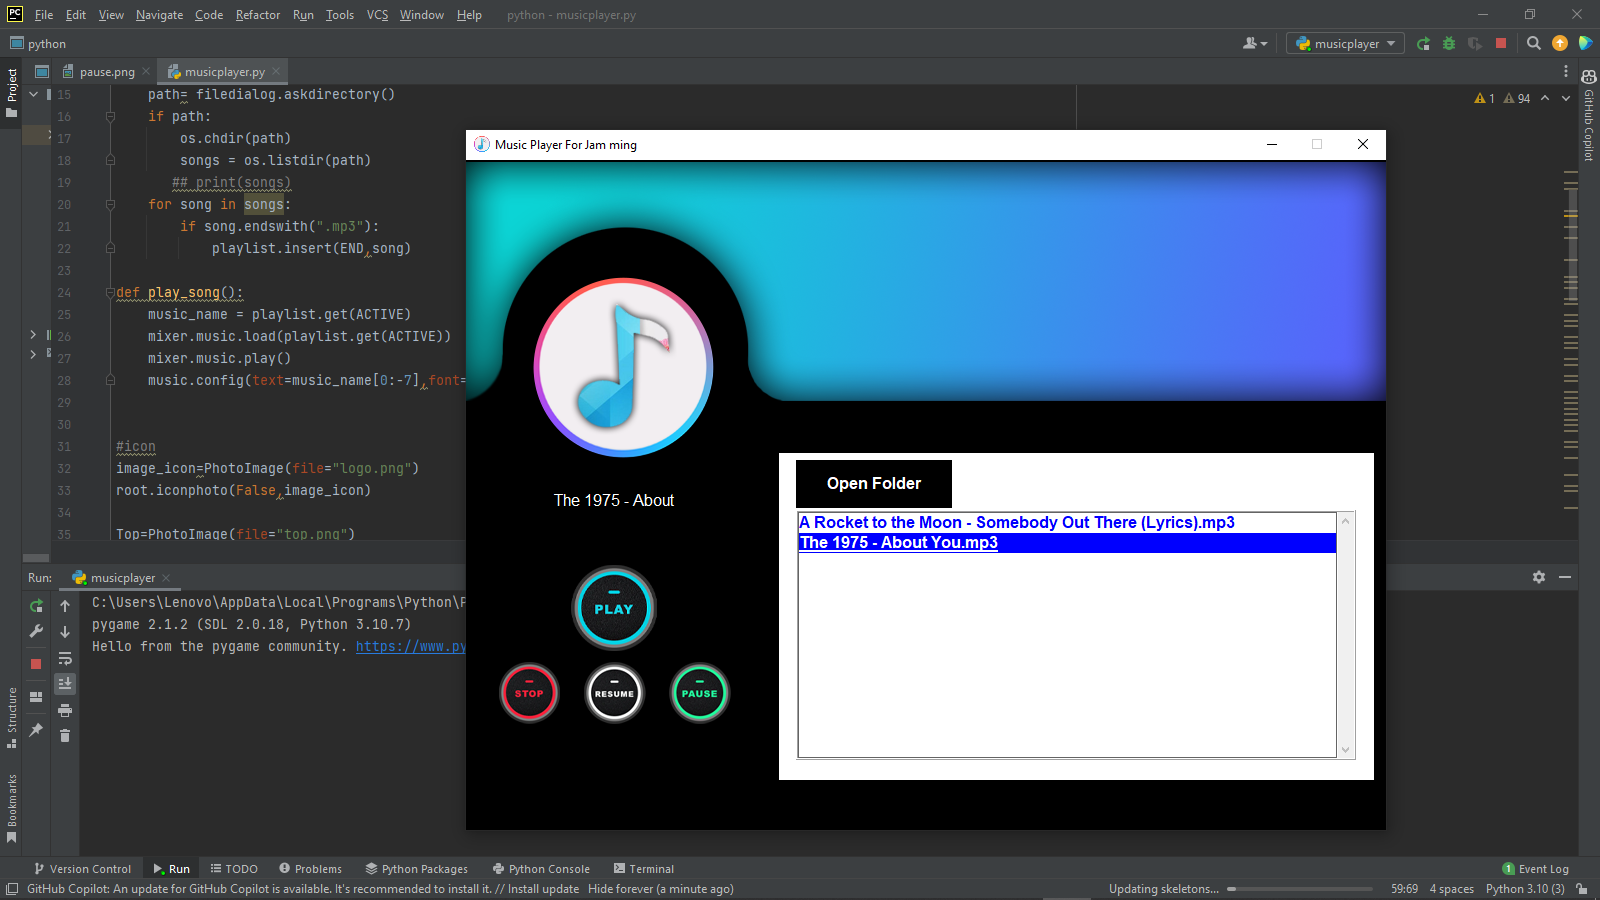 PC File Edit View Navigate Code Refactor Run Tools VCS Window Help python - musicplayer.py
python musicplayer
Project
pause.png musicplayer.py
15 path= filedialog.askdirectory()
16 if path:
17 os.chdir(path)
18 songs = os.listdir(path)
19 ## print(songs)
20 for song in songs:
21 if song.endswith(".mp3"):
22 playlist.insert(END,song)
23
24 def play_song():
25 music_name = playlist.get(ACTIVE)
26 mixer.music.load(playlist.get(ACTIVE))
27 mixer.music.play()
28 music.config(text=music_name[0:-7],font=
29
30
31 #icon
32 image_icon=PhotoImage(file="logo.png")
33 root.iconphoto(False,image_icon)
34
35 Top=PhotoImage(file="top.png")
1 94
GitHub Copilot
Music Player For Jam ming
The 1975 - About
PLAY
STOP RESUME PAUSE
Open Folder
A Rocket to the Moon - Somebody Out There (Lyrics).mp3
The 1975 - About You.mp3
Run: musicplayer
C:\Users\Lenovo\AppData\Local\Programs\Python\P
pygame 2.1.2 (SDL 2.0.18, Python 3.10.7)
Hello from the pygame community. https://www.py
Structure
Bookmarks
Version Control Run TODO Problems Python Packages Python Console Terminal 1 Event Log
GitHub Copilot: An update for GitHub Copilot is available. It's recommended to install it. // Install update Hide forever (a minute ago) Updating skeletons... 59:69 4 spaces Python 3.10 (3)